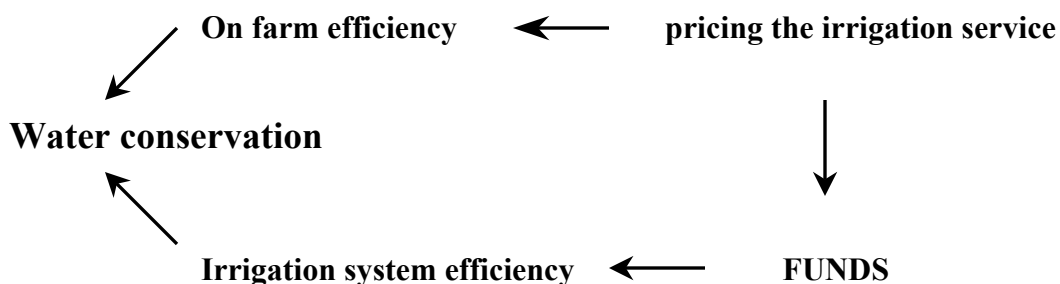 On farm efficiency
pricing the irrigation service
Water conservation
Irrigation system efficiency
FUNDS